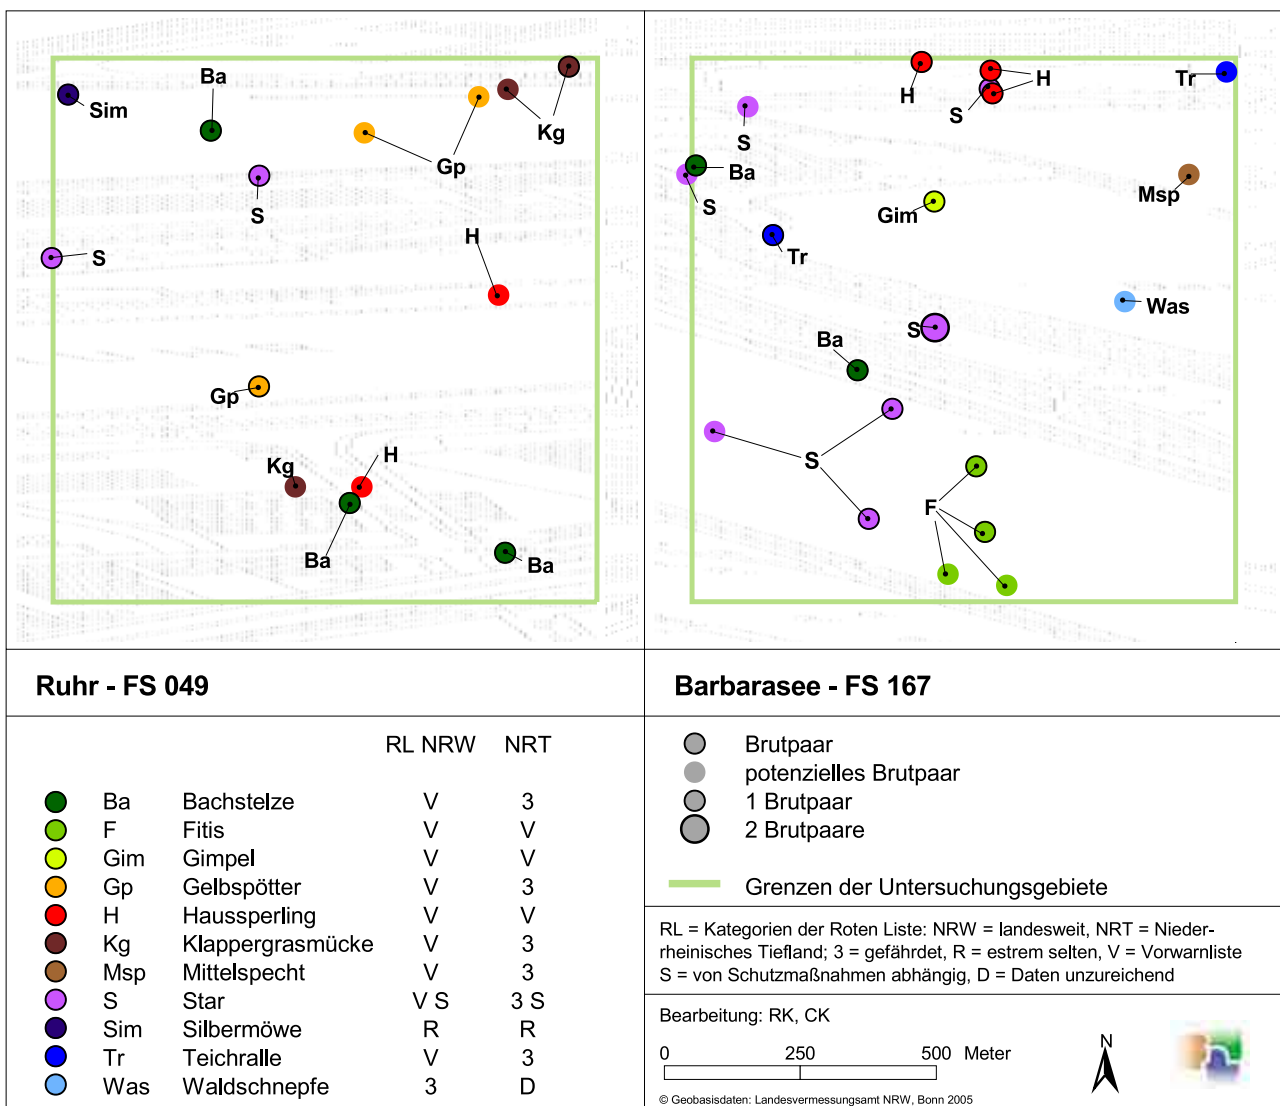 Ba
Sim
Kg
Gp
S
S
H
Gp
Kg
H
Ba
Ba
H
H
S
Tr
S
Ba
S
Msp
Gim
Tr
Was
S
Ba
S
F
Ruhr - FS 049
Barbarasee - FS 167
RL NRW NRT
Ba Bachstelze V 3
F Fitis V V
Gim Gimpel V V
Gp Gelbspötter V 3
H Haussperling V V
Kg Klappergrasmücke V 3
Msp Mittelspecht V 3
S Star V S 3 S
Sim Silbermöwe R R
Tr Teichralle V 3
Was Waldschnepfe 3 D
Brutpaar
potenzielles Brutpaar
1 Brutpaar
2 Brutpaare
Grenzen der Untersuchungsgebiete
RL = Kategorien der Roten Liste: NRW = landesweit, NRT = Nieder-
rheinisches Tiefland; 3 = gefährdet, R = estrem selten, V = Vorwarnliste
S = von Schutzmaßnahmen abhängig, D = Daten unzureichend
Bearbeitung: RK, CK
0 250 500 Meter
N
© Geobasisdaten: Landesvermessungsamt NRW, Bonn 2005